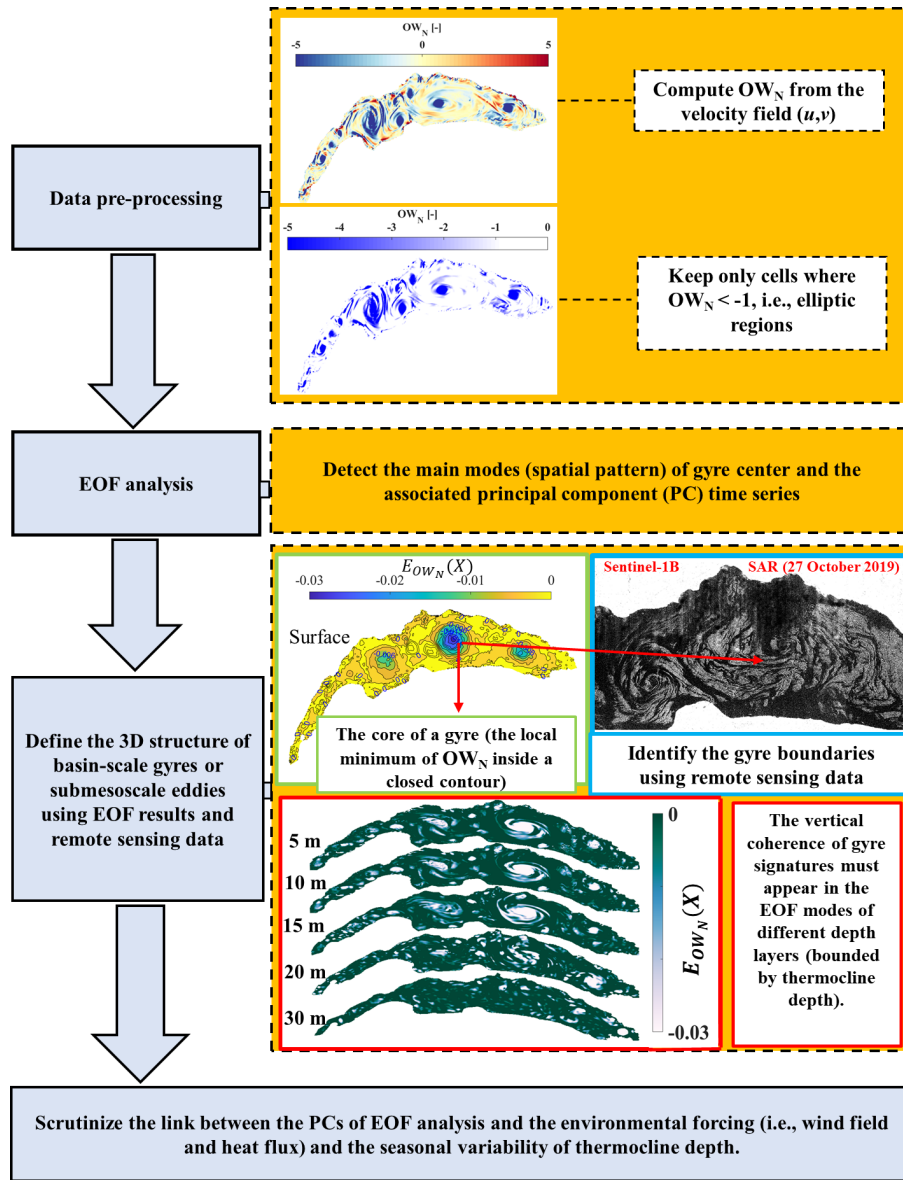 OW_N [-]
-5 0 5
Compute OW_N from the
velocity field (u,v)
Data pre-processing
OW_N [-]
-5 -4 -3 -2 -1 0
Keep only cells where
OW_N < -1, i.e., elliptic
regions
EOF analysis
Detect the main modes (spatial pattern) of gyre center and the
associated principal component (PC) time series
E_{OW_N}(X)
-0.03 -0.02 -0.01 0
Surface
Sentinel-1B SAR (27 October 2019)
The core of a gyre (the local
minimum of OW_N inside a
closed contour)
Identify the gyre boundaries
using remote sensing data
Define the 3D structure of
basin-scale gyres or
submesoscale eddies
using EOF results and
remote sensing data
5 m
10 m
15 m
20 m
30 m
0
E_{OW_N}(X)
-0.03
The vertical
coherence of gyre
signatures must
appear in the
EOF modes of
different depth
layers (bounded
by thermocline
depth).
Scrutinize the link between the PCs of EOF analysis and the environmental forcing (i.e., wind field
and heat flux) and the seasonal variability of thermocline depth.